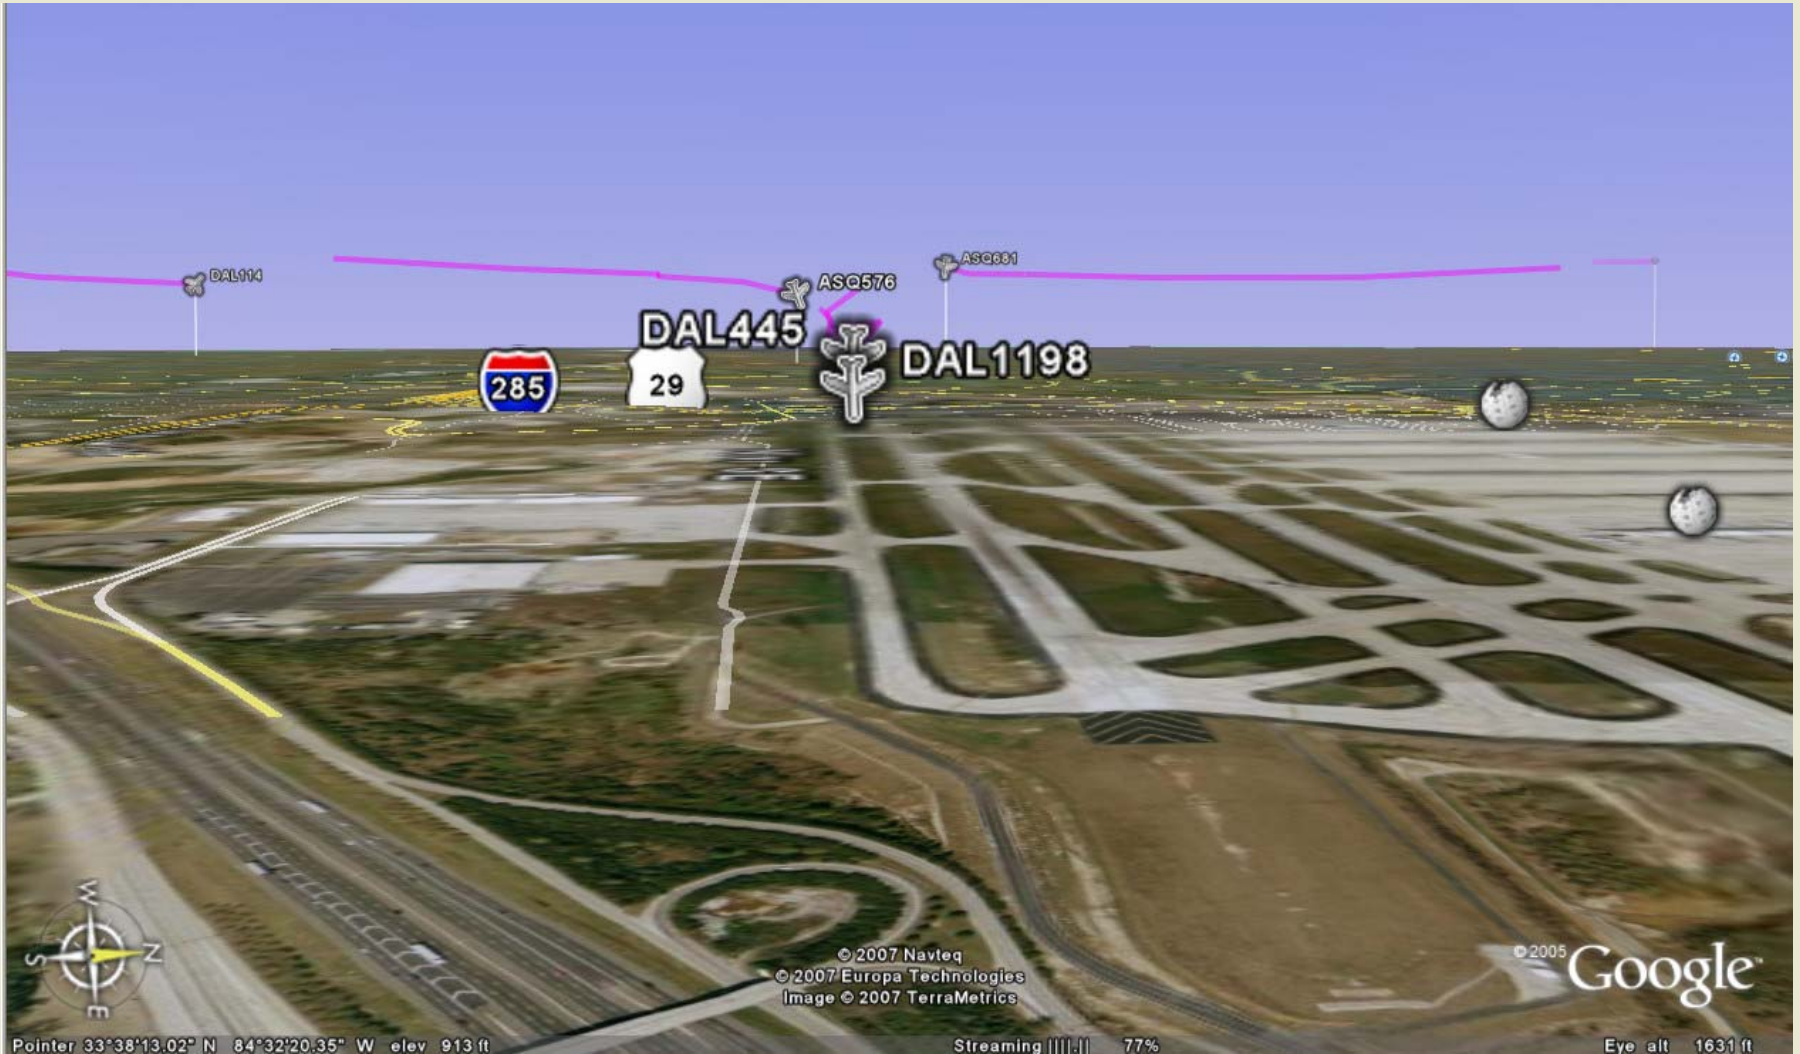 DAL114
ASQ681
ASQ576
DAL445
DAL1198
285
29
W
S
N
E
© 2007 Navteq
© 2007 Europa Technologies
Image © 2007 TerraMetrics
© 2005
Google™
Pointer 33°38'13.02" N 84°32'20.35" W elev 913 ft
Streaming ||||.|| 77%
Eye alt 1631 ft